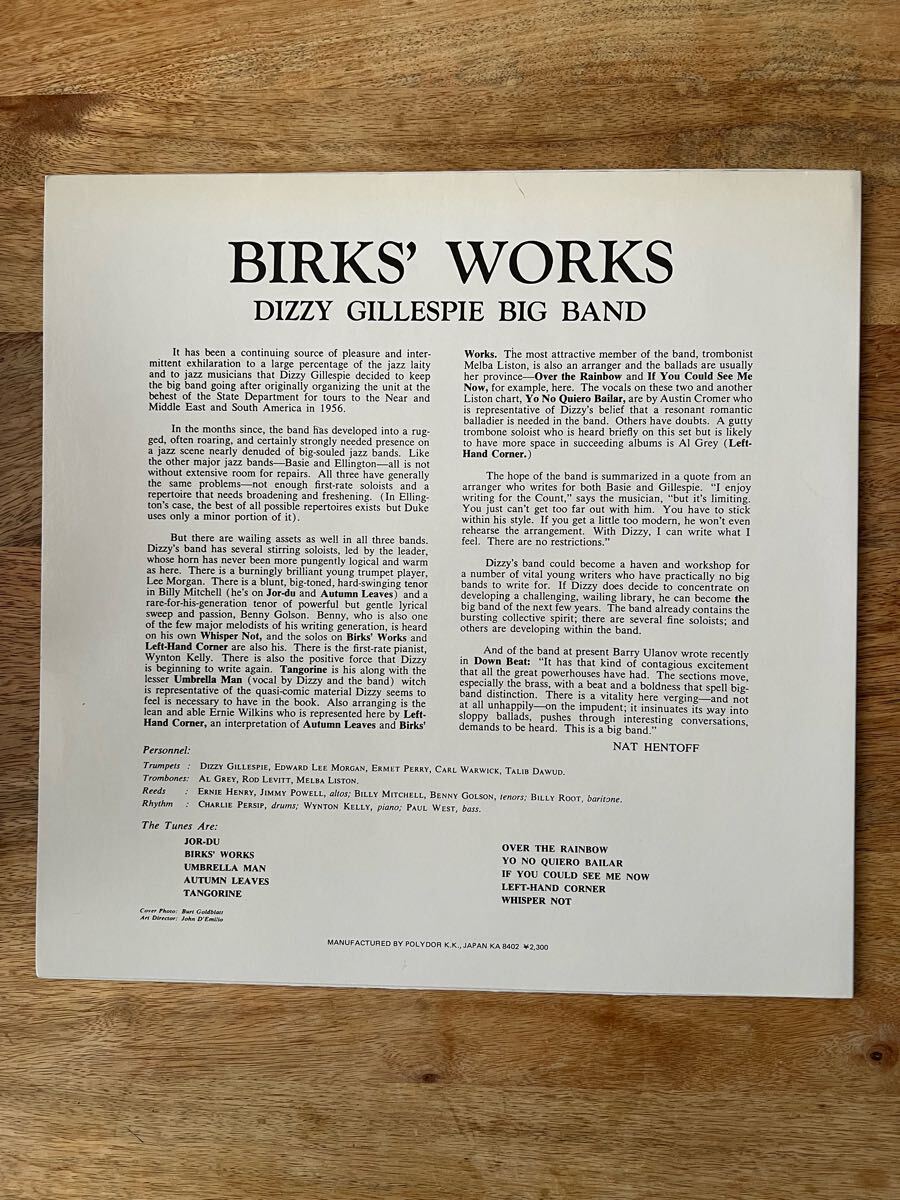 BIRKS' WORKS
DIZZY GILLESPIE BIG BAND
It has been a continuing source of pleasure and inter-
mittent exhilaration to a large percentage of the jazz laity
and to jazz musicians that Dizzy Gillespie decided to keep
the big band going after originally organizing the unit at the
behest of the State Department for tours to the Near and
Middle East and South America in 1956.
In the months since, the band has developed into a rug-
ged, often roaring, and certainly strongly needed presence on
a jazz scene nearly denuded of big-souled jazz bands. Like
the other major jazz bands—Basie and Ellington—all is not
without extensive room for repairs. All three have generally
the same problems—not enough first-rate soloists and a
repertoire that needs broadening and freshening. (In Elling-
ton's case, the best of all possible repertoires exists but Duke
uses only a minor portion of it).
But there are wailing assets as well in all three bands.
Dizzy's band has several stirring soloists, led by the leader,
whose horn has never been more pungently logical and warm
as here. There is a burningly brilliant young trumpet player,
Lee Morgan. There is a blunt, big-toned, hard-swinging tenor
in Billy Mitchell (he's on Jor-du and Autumn Leaves) and a
rare-for-his-generation tenor of powerful but gentle lyrical
sweep and passion, Benny Golson. Benny, who is also one
of the few major melodists of his writing generation, is heard
on his own Whisper Not, and the solos on Birks' Works and
Left-Hand Corner are also his. There is the first-rate pianist,
Wynton Kelly. There is also the positive force that Dizzy
is beginning to write again. Tangorine is his along with the
lesser Umbrella Man (vocal by Dizzy and the band) witch
is representative of the quasi-comic material Dizzy seems to
feel is necessary to have in the book. Also arranging is the
lean and able Ernie Wilkins who is represented here by Left-
Hand Corner, an interpretation of Autumn Leaves and Birks'
Works. The most attractive member of the band, trombonist
Melba Liston, is also an arranger and the ballads are usually
her province—Over the Rainbow and If You Could See Me
Now, for example, here. The vocals on these two and another
Liston chart, Yo No Quiero Bailar, are by Austin Cromer who
is representative of Dizzy's belief that a resonant romantic
balladier is needed in the band. Others have doubts. A gutty
trombone soloist who is heard briefly on this set but is likely
to have more space in succeeding albums is Al Grey (Left-
Hand Corner.)
The hope of the band is summarized in a quote from an
arranger who writes for both Basie and Gillespie. "I enjoy
writing for the Count," says the musician, "but it's limiting.
You just can't get too far out with him. You have to stick
within his style. If you get a little too modern, he won't even
rehearse the arrangement. With Dizzy, I can write what I
feel. There are no restrictions."
Dizzy's band could become a haven and workshop for
a number of vital young writers who have practically no big
bands to write for. If Dizzy does decide to concentrate on
developing a challenging, wailing library, he can become the
big band of the next few years. The band already contains the
bursting collective spirit; there are several fine soloists; and
others are developing within the band.
And of the band at present Barry Ulanov wrote recently
in Down Beat: "It has that kind of contagious excitement
that all the great powerhouses have had. The sections move,
especially the brass, with a beat and a boldness that spell big-
band distinction. There is a vitality here verging—and not
at all unhappily—on the impudent; it insinuates its way into
sloppy ballads, pushes through interesting conversations,
demands to be heard. This is a big band."
NAT HENTOFF
Personnel:
Trumpets : DIZZY GILLESPIE, EDWARD LEE MORGAN, ERMET PERRY, CARL WARWICK, TALIB DAWUD.
Trombones: AL GREY, ROD LEVITT, MELBA LISTON.
Reeds : ERNIE HENRY, JIMMY POWELL, altos; BILLY MITCHELL, BENNY GOLSON, tenors; BILLY ROOT, baritone.
Rhythm : CHARLIE PERSIP, drums; WYNTON KELLY, piano; PAUL WEST, bass.
The Tunes Are:
JOR-DU
BIRKS' WORKS
UMBRELLA MAN
AUTUMN LEAVES
TANGORINE
OVER THE RAINBOW
YO NO QUIERO BAILAR
IF YOU COULD SEE ME NOW
LEFT-HAND CORNER
WHISPER NOT
Cover Photo: Burt Goldblatt
Art Director: John D'Emilio
MANUFACTURED BY POLYDOR K.K., JAPAN KA 8402 ¥2,300